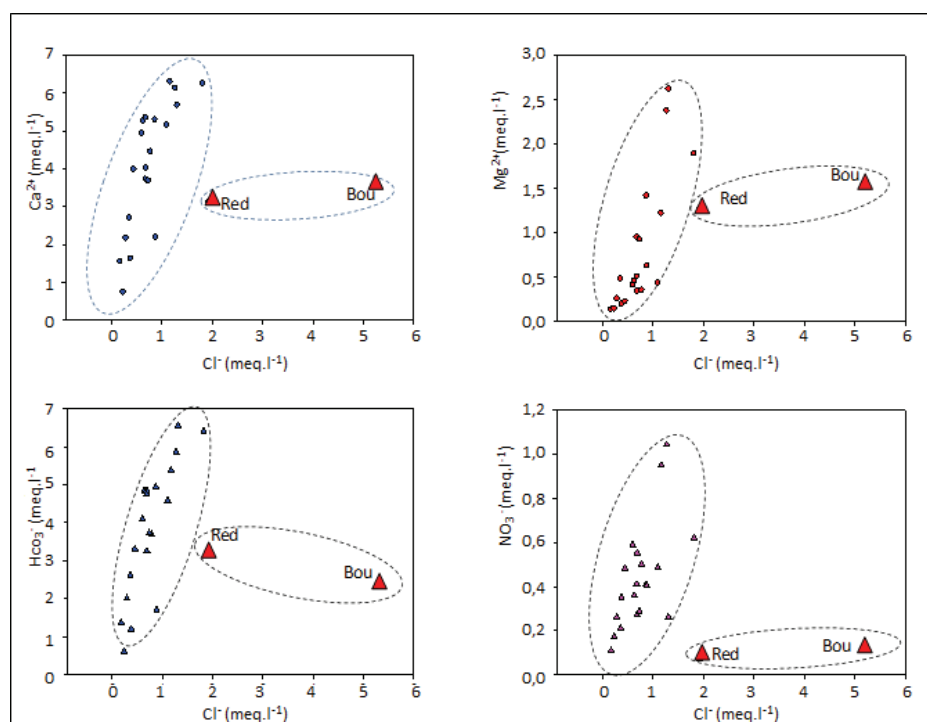 7
6
5
4
3
2
1
0
Ca²⁺ (meq.l⁻¹)
Red
Bou
0 1 2 3 4 5 6
Cl⁻ (meq.l⁻¹)
3,0
2,5
2,0
1,5
1,0
0,5
0,0
Mg²⁺(meq.l⁻¹)
Red
Bou
0 1 2 3 4 5 6
Cl⁻ (meq.l⁻¹)
7
6
5
4
3
2
1
0
Hco₃⁻ (meq.l⁻¹
Red
Bou
0 1 2 3 4 5 6
Cl⁻ (meq.l⁻¹)
1,2
1,0
0,8
0,6
0,4
0,2
0,0
NO₃⁻ (meq.l⁻¹)
Red
Bou
0 1 2 3 4 5 6
Cl⁻ (meq.l⁻¹)